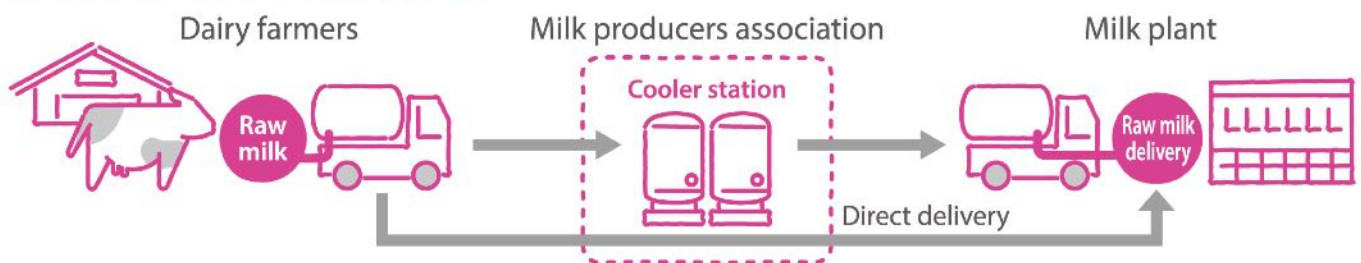 Dairy farmers
Milk producers association
Milk plant
Cooler station
Raw
milk
Raw milk
delivery
Direct delivery